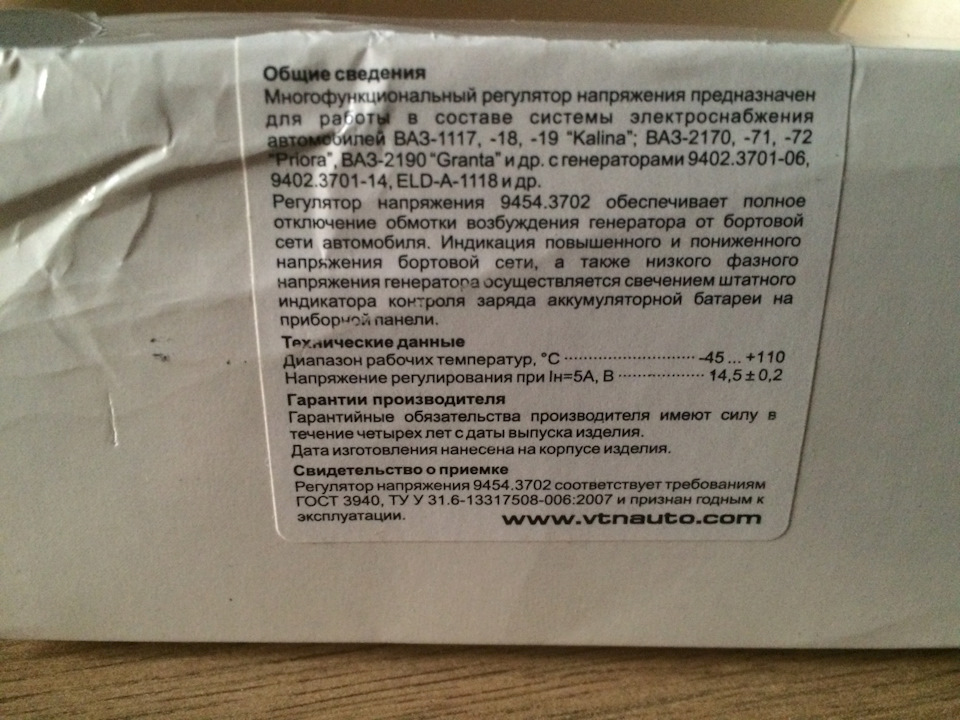 Общие сведения
Многофункциональный регулятор напряжения предназначен
для работы в составе системы электроснабжения
автомобилей ВАЗ-1117, -18, -19 "Kalina"; ВАЗ-2170, -71, -72
"Priora", ВАЗ-2190 "Granta" и др. с генераторами 9402.3701-06,
9402.3701-14, ELD-A-1118 и др.
Регулятор напряжения 9454.3702 обеспечивает полное
отключение обмотки возбуждения генератора от бортовой
сети автомобиля. Индикация повышенного и пониженного
напряжения бортовой сети, а также низкого фазного
напряжения генератора осуществляется свечением штатного
индикатора контроля заряда аккумуляторной батареи на
приборной панели.
Технические данные
Диапазон рабочих температур, °С ........................... -45 ... +110
Напряжение регулирования при Iн=5А, В .................. 14,5 ± 0,2
Гарантии производителя
Гарантийные обязательства производителя имеют силу в
течение четырех лет с даты выпуска изделия.
Дата изготовления нанесена на корпусе изделия.
Свидетельство о приемке
Регулятор напряжения 9454.3702 соответствует требованиям
ГОСТ 3940, ТУ У 31.6-13317508-006:2007 и признан годным к
эксплуатации. www.vtnauto.com